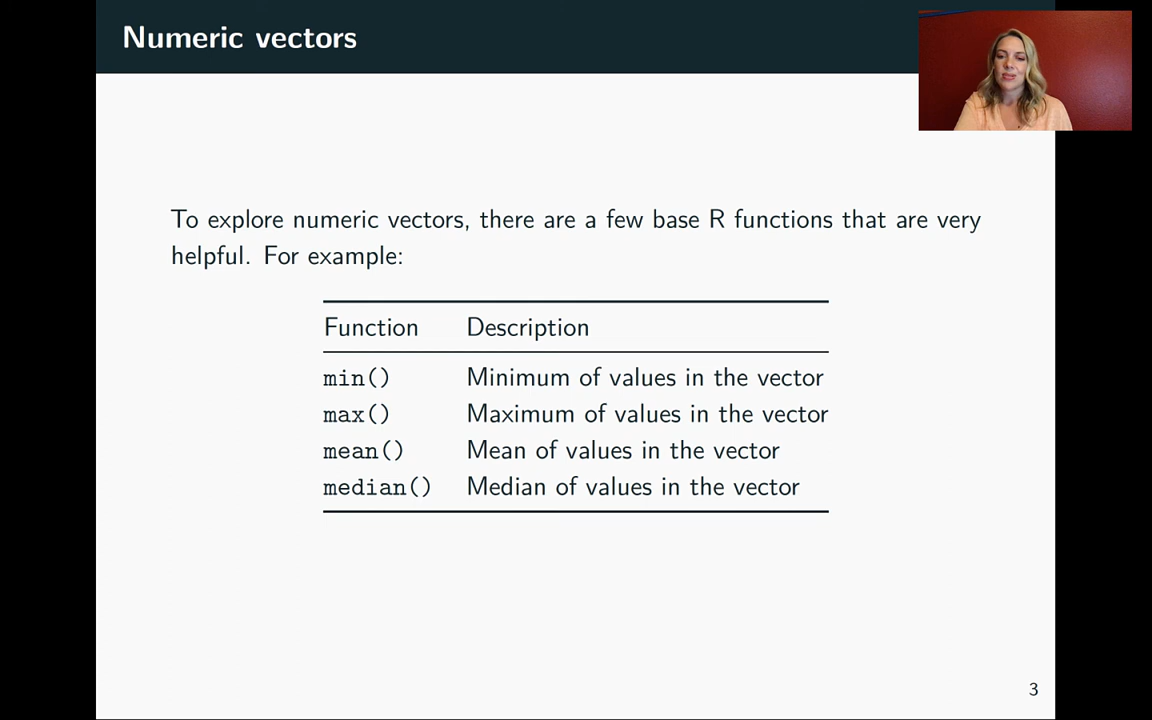 Numeric vectors
To explore numeric vectors, there are a few base R functions that are very
helpful. For example:
Function Description
min() Minimum of values in the vector
max() Maximum of values in the vector
mean() Mean of values in the vector
median() Median of values in the vector
3